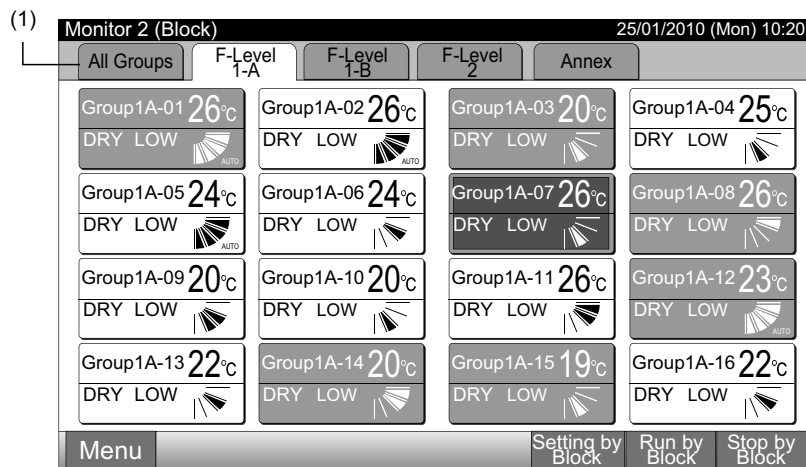 (1)
Monitor 2 (Block) 25/01/2010 (Mon) 10:20
All Groups F-Level 1-A F-Level 1-B F-Level 2 Annex
Group1A-01 26°C Group1A-02 26°C Group1A-03 20°C Group1A-04 25°C
DRY LOW AUTO DRY LOW AUTO DRY LOW DRY LOW
Group1A-05 24°C Group1A-06 24°C Group1A-07 26°C Group1A-08 26°C
DRY LOW AUTO DRY LOW DRY LOW DRY LOW
Group1A-09 20°C Group1A-10 20°C Group1A-11 26°C Group1A-12 23°C
DRY LOW DRY LOW DRY LOW DRY LOW AUTO
Group1A-13 22°C Group1A-14 20°C Group1A-15 19°C Group1A-16 22°C
DRY LOW DRY LOW DRY LOW DRY LOW
Menu Setting by Block Run by Block Stop by Block